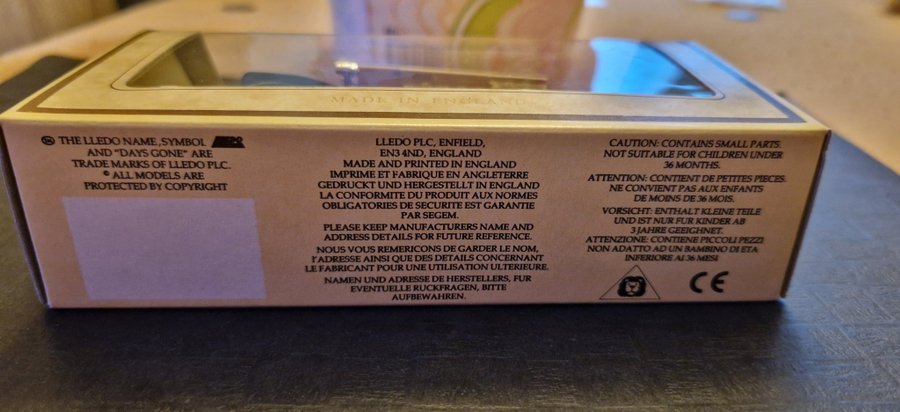 MADE IN ENGLAND
THE LLEDO NAME, SYMBOL
AND "DAYS GONE" ARE
TRADE MARKS OF LLEDO PLC.
© ALL MODELS ARE
PROTECTED BY COPYRIGHT
LLEDO PLC, ENFIELD,
EN3 4ND, ENGLAND
MADE AND PRINTED IN ENGLAND
IMPRIME ET FABRIQUE EN ANGLETERRE
GEDRUCKT UND HERGESTELLT IN ENGLAND
LA CONFORMITE DU PRODUIT AUX NORMES
OBLIGATORIES DE SECURITE EST GARANTIE
PAR SEGEM.
PLEASE KEEP MANUFACTURERS NAME AND
ADDRESS DETAILS FOR FUTURE REFERENCE.
NOUS VOUS REMERICONS DE GARDER LE NOM,
l'ADRESSE AINSI QUE DES DETAILS CONCERNANT
LE FABRICANT POUR UNE UTILISATION ULTERIEURE.
NAMEN UND ADRESSE DE HERSTELLERS, FUR
EVENTUELLE RUCKFRAGEN, BITTE
AUFBEWAHREN.
CAUTION: CONTAINS SMALL PARTS.
NOT SUITABLE FOR CHILDREN UNDER
36 MONTHS.
ATTENTION: CONTIENT DE PETITES PIECES.
NE CONVIENT PAS AUX ENFANTS
DE MOINS DE 36 MOIS.
VORSICHT: ENTHALT KLEINE TEILE
UND IST NUR FUR KINDER AB
3 JAHRE GEEIGNET.
ATTENZIONE: CONTIENE PICCOLI PEZZI
NON ADATTO AD UN BAMBINO DI ETA
INFERIORE AI 36 MESI
CE